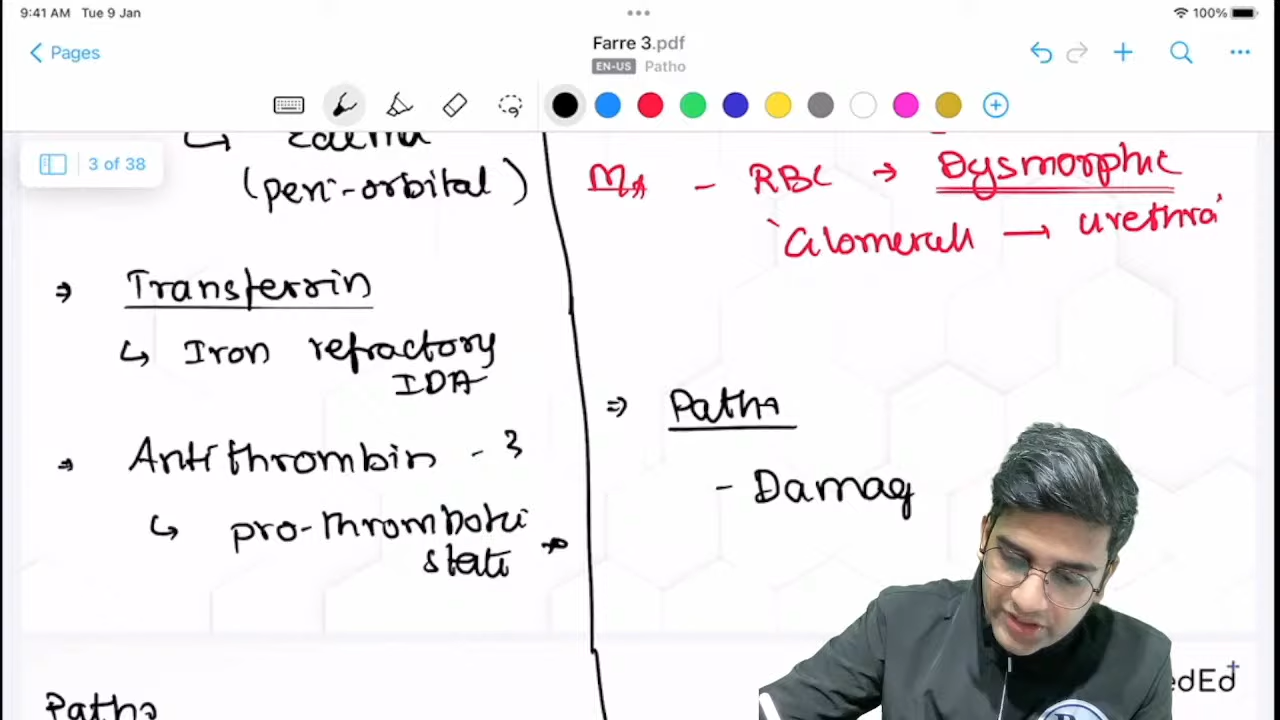 9:41 AM Tue 9 Jan
100%
Pages
Farre 3.pdf
EN-US Patho
3 of 38
Edema
(peri-orbital)
⇒ Transferrin
↳ Iron refractory
IDA
⇒ Antithrombin - 3
↳ pro-thrombotic
state
Patho
- RBC → Dysmorphic
Glomeruli → urethra
⇒ Patho
- Damag
edEd